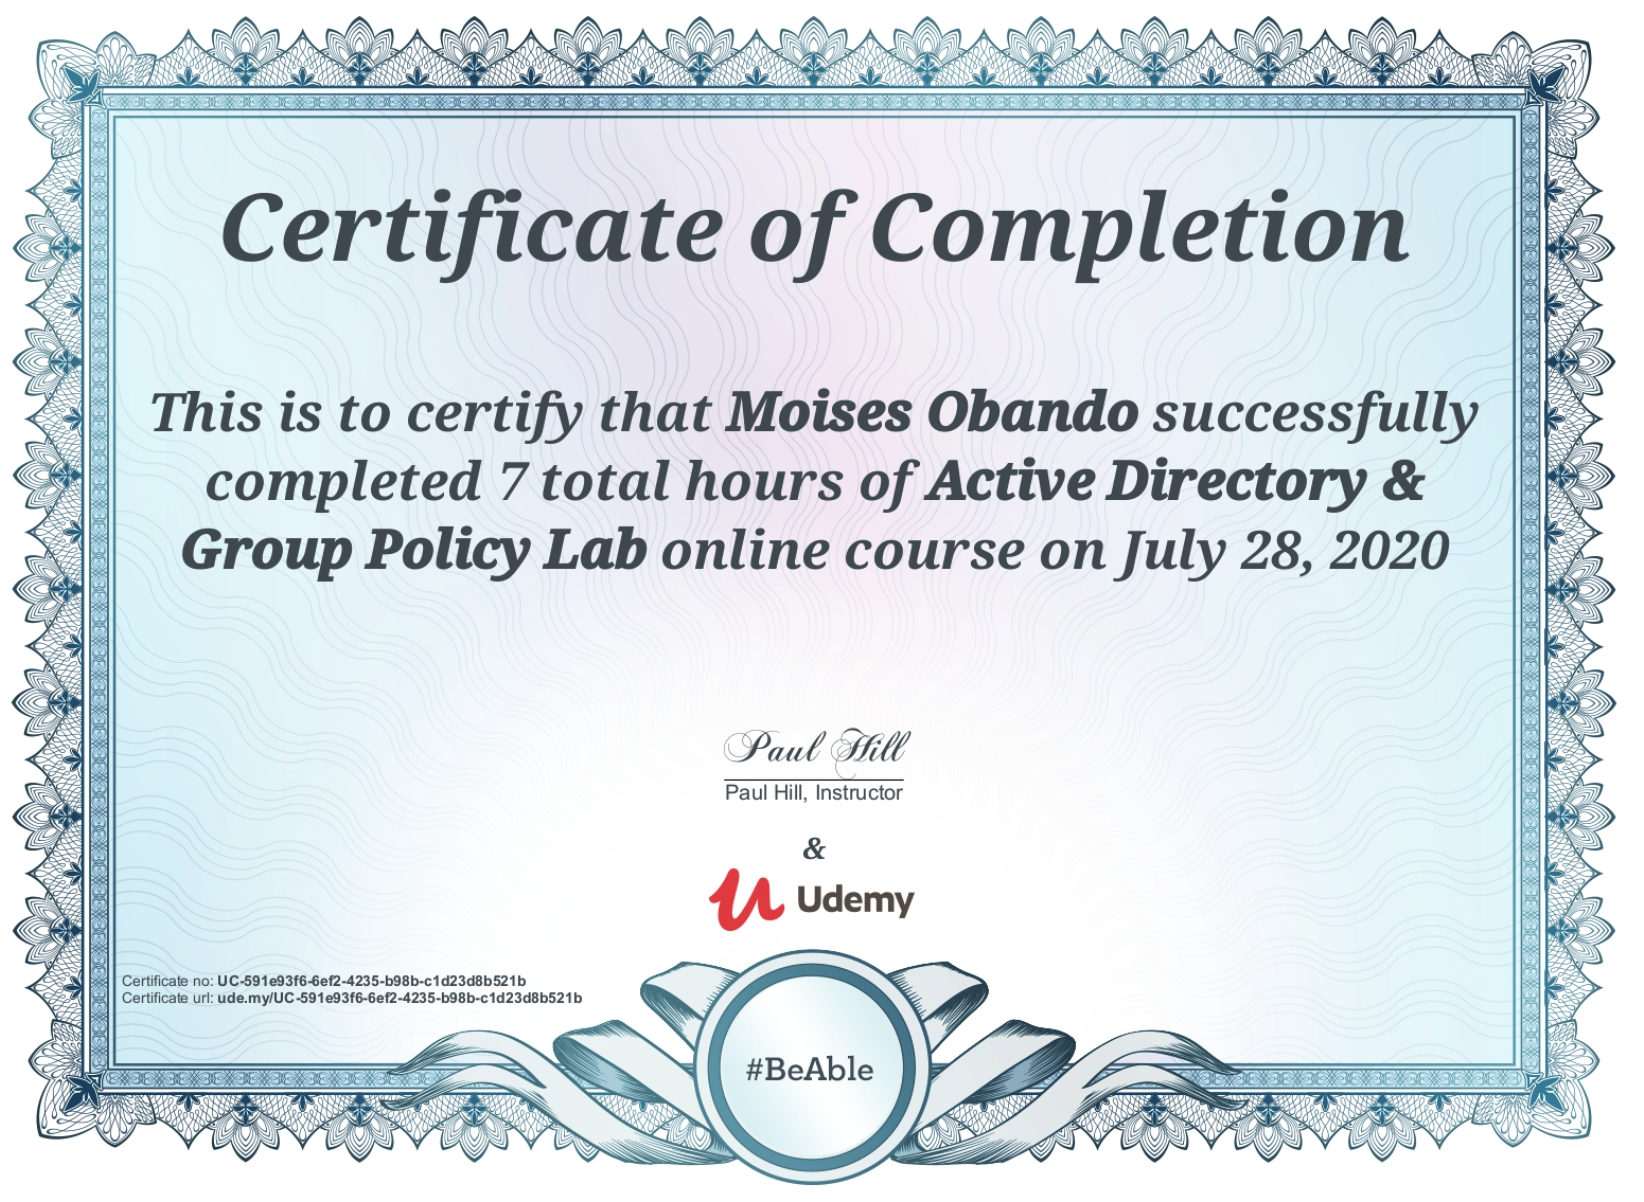 Certificate of Completion
This is to certify that Moises Obando successfully
completed 7 total hours of Active Directory &
Group Policy Lab online course on July 28, 2020
Paul Hill
Paul Hill, Instructor
&
Udemy
Certificate no: UC-591e93f6-6ef2-4235-b98b-c1d23d8b521b
Certificate url: ude.my/UC-591e93f6-6ef2-4235-b98b-c1d23d8b521b
#BeAble